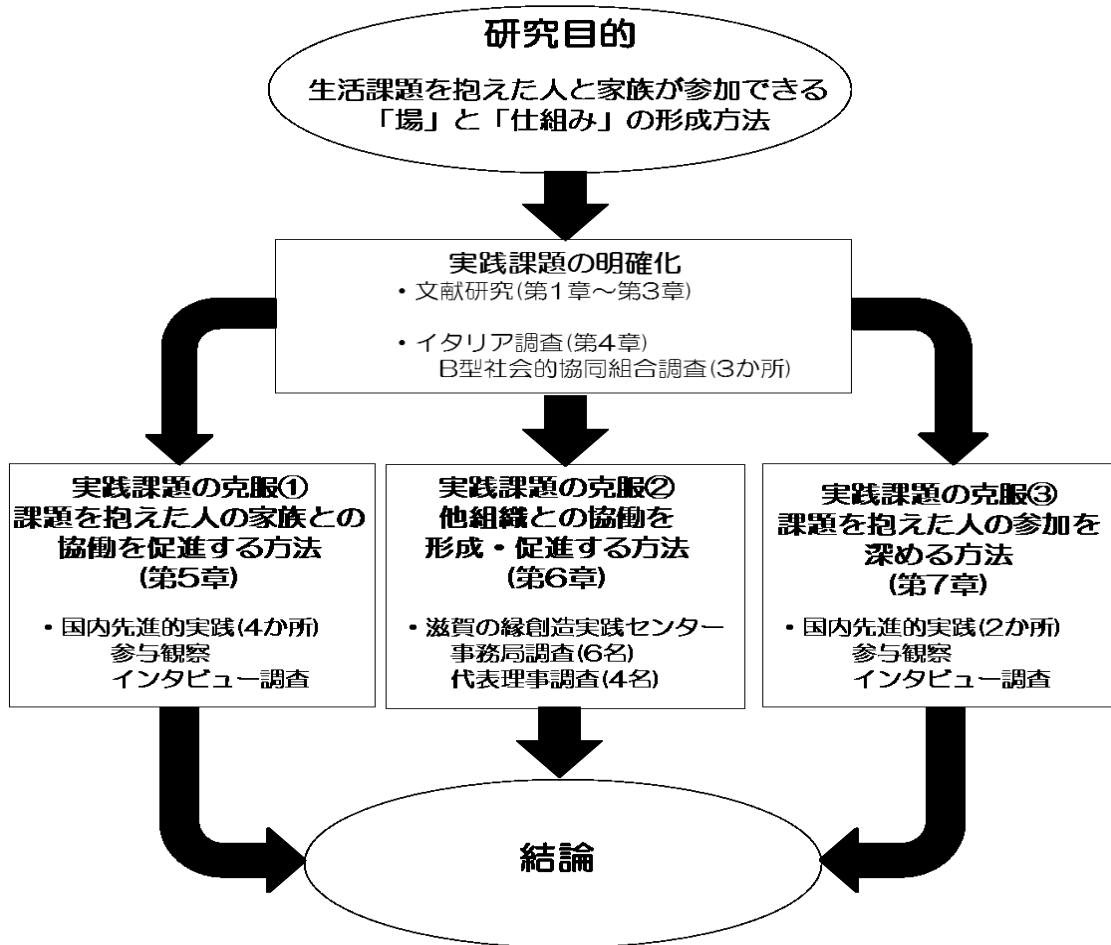 研究目的
生活課題を抱えた人と家族が参加できる
「場」と「仕組み」の形成方法
実践課題の明確化
・文献研究(第1章～第3章)
・イタリア調査(第4章)
B型社会的協同組合調査(3か所)
実践課題の克服①
課題を抱えた人の家族との
協働を促進する方法
(第5章)
・国内先進的実践(4か所)
参与観察
インタビュー調査
実践課題の克服②
他組織との協働を
形成・促進する方法
(第6章)
・滋賀の縁創造実践センター
事務局調査(6名)
代表理事調査(4名)
実践課題の克服③
課題を抱えた人の参加を
深める方法
(第7章)
・国内先進的実践(2か所)
参与観察
インタビュー調査
結論